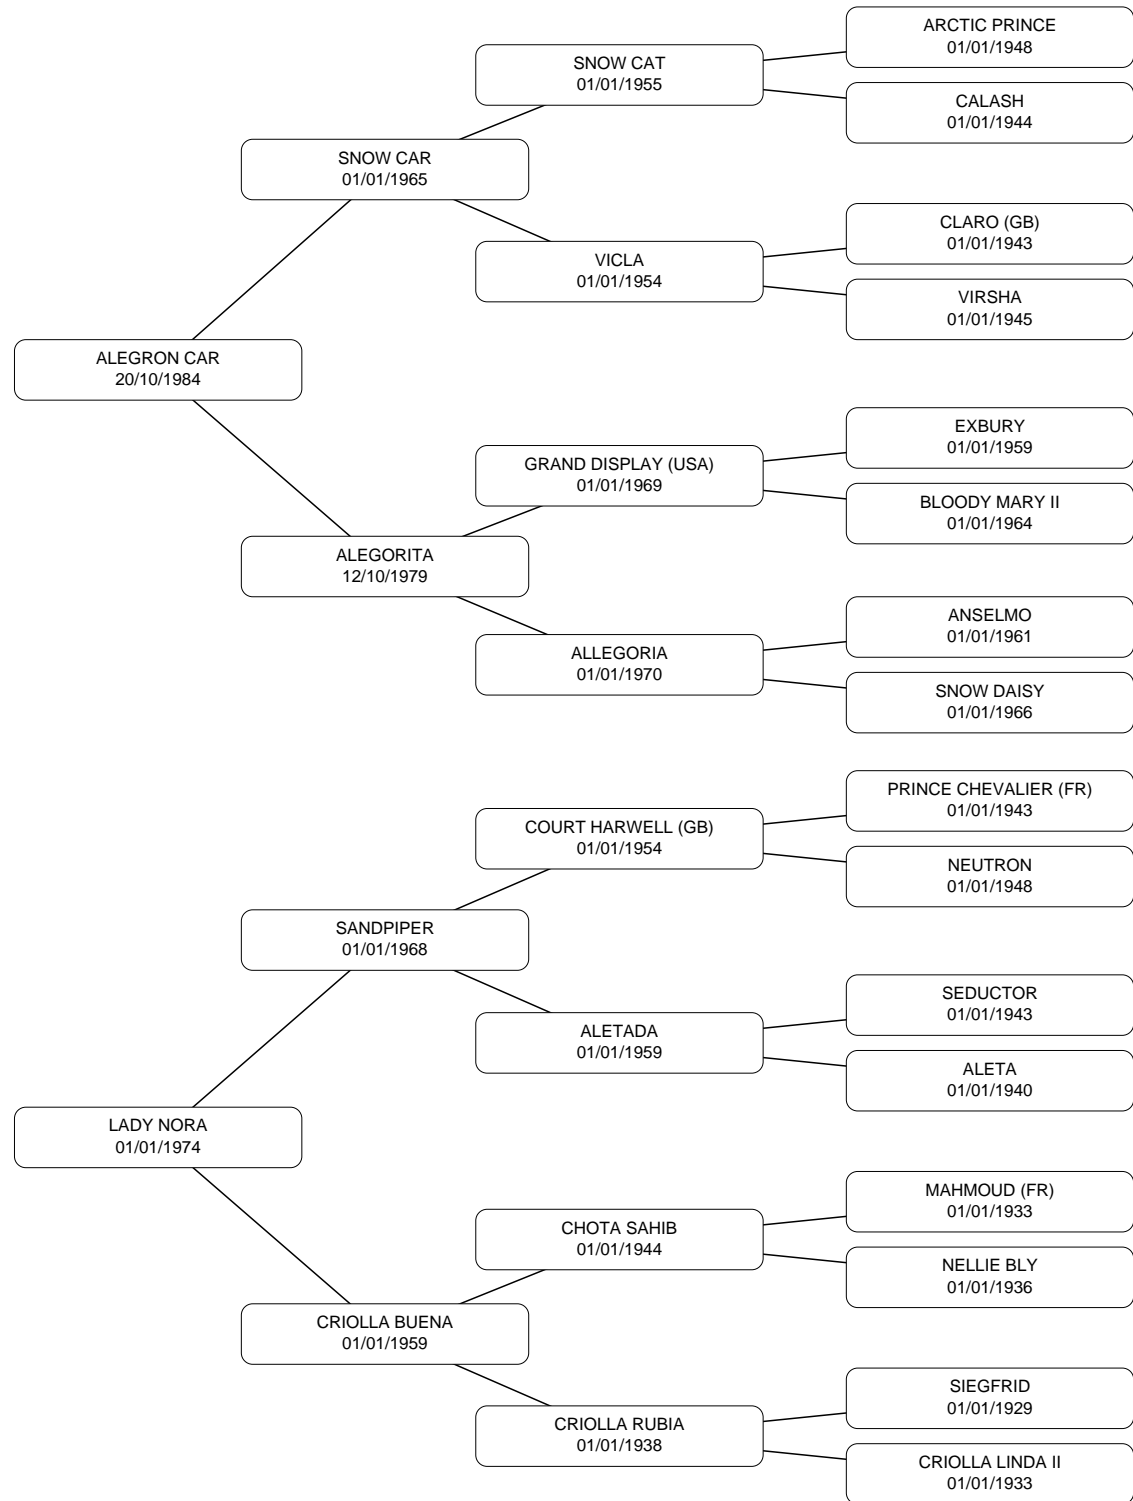 ARCTIC PRINCE
01/01/1948
SNOW CAT
01/01/1955
CALASH
01/01/1944
SNOW CAR
01/01/1965
CLARO (GB)
01/01/1943
VICLA
01/01/1954
VIRSHA
01/01/1945
ALEGRON CAR
20/10/1984
EXBURY
01/01/1959
GRAND DISPLAY (USA)
01/01/1969
BLOODY MARY II
01/01/1964
ALEGORITA
12/10/1979
ANSELMO
01/01/1961
ALLEGORIA
01/01/1970
SNOW DAISY
01/01/1966
PRINCE CHEVALIER (FR)
01/01/1943
COURT HARWELL (GB)
01/01/1954
NEUTRON
01/01/1948
SANDPIPER
01/01/1968
SEDUCTOR
01/01/1943
ALETADA
01/01/1959
ALETA
01/01/1940
LADY NORA
01/01/1974
MAHMOUD (FR)
01/01/1933
CHOTA SAHIB
01/01/1944
NELLIE BLY
01/01/1936
CRIOLLA BUENA
01/01/1959
SIEGFRID
01/01/1929
CRIOLLA RUBIA
01/01/1938
CRIOLLA LINDA II
01/01/1933